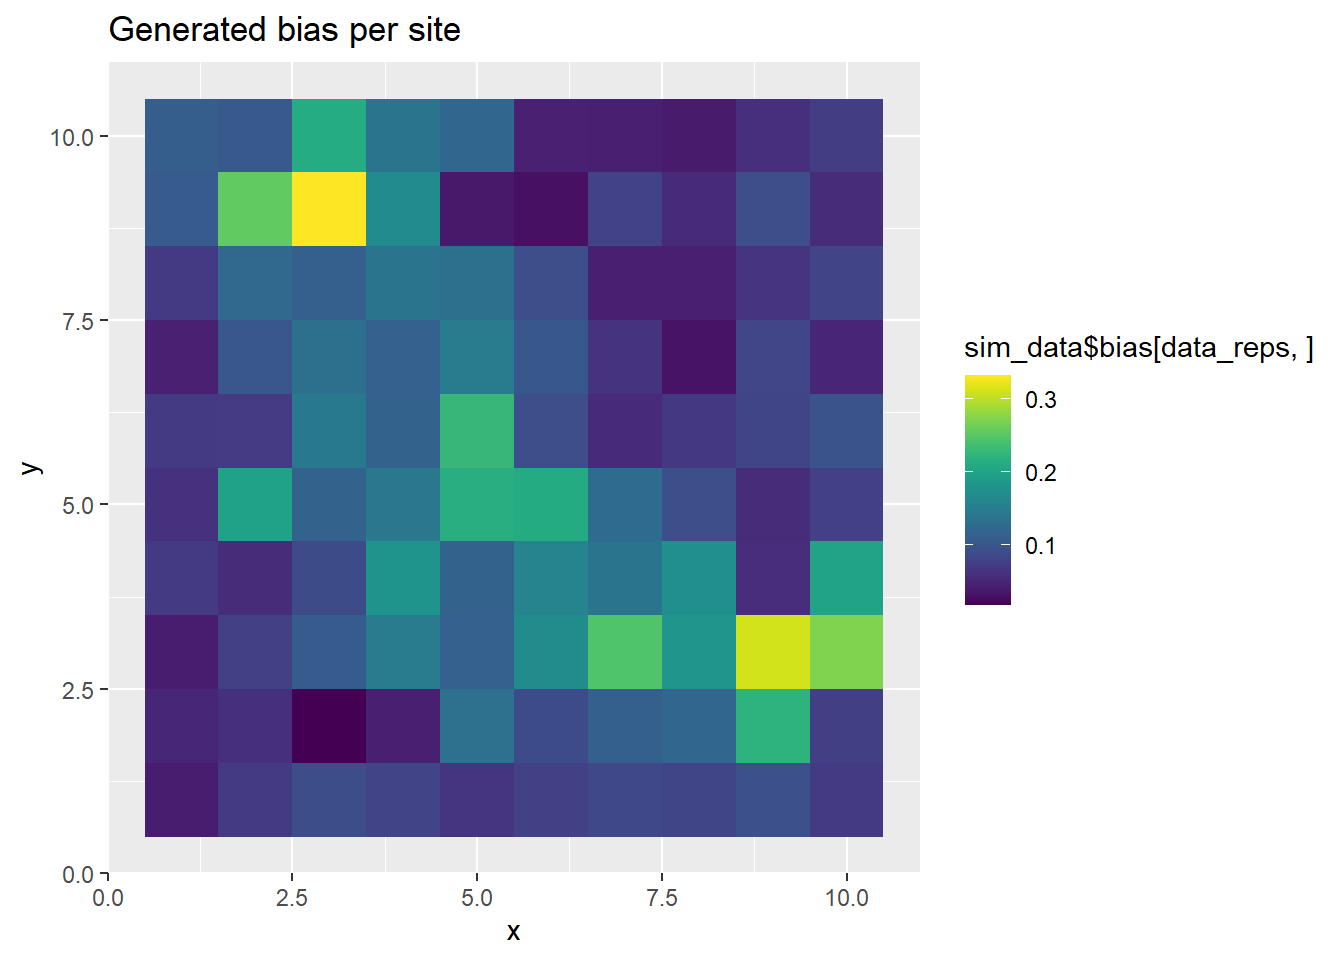 Generated bias per site
10.0
7.5
5.0
2.5
0.0
y
0.0 2.5 5.0 7.5 10.0
x
sim_data$bias[data_reps, ]
0.3
0.2
0.1